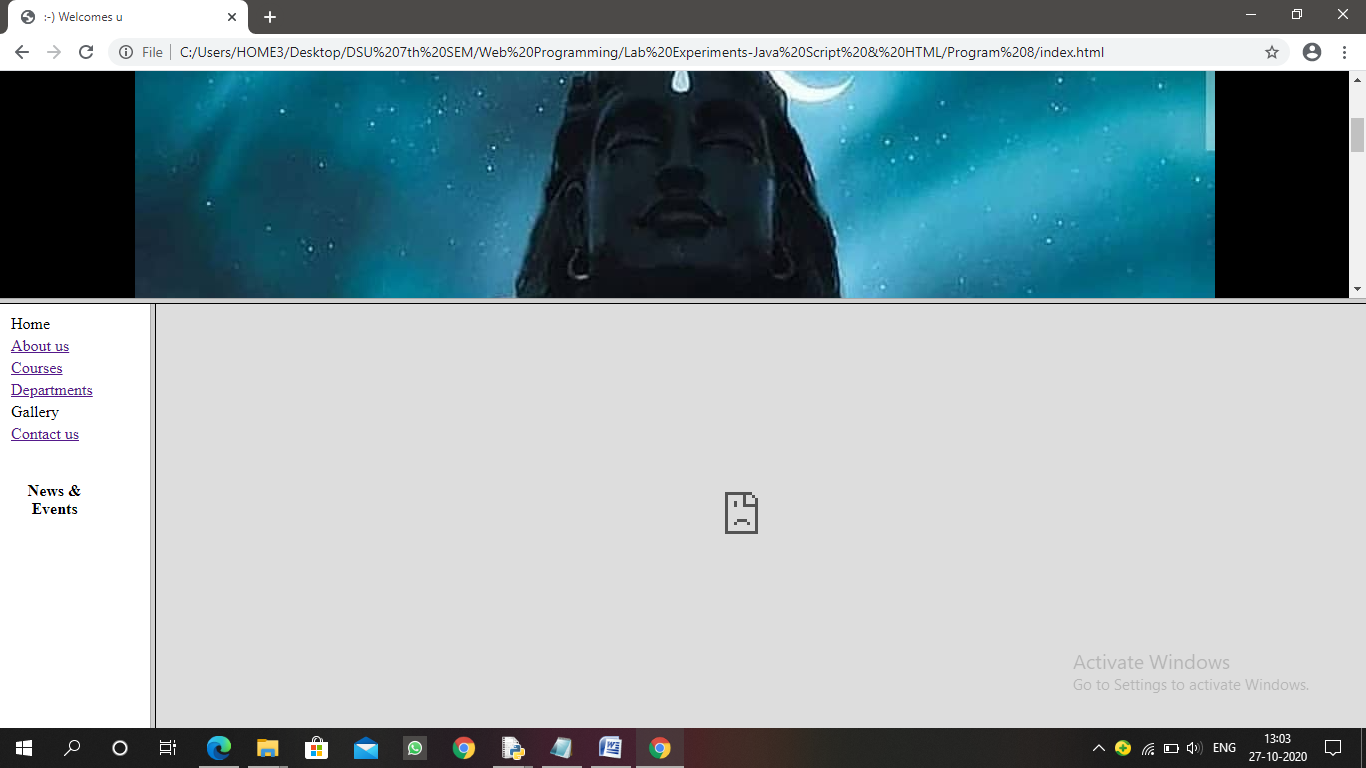 :-) Welcomes u
File
C:/Users/HOME3/Desktop/DSU%207th%20SEM/Web%20Programming/Lab%20Experiments-Java%20Script%20&%20HTML/Program%208/index.html
Home
About us
Courses
Departments
Gallery
Contact us
News &
Events
Activate Windows
Go to Settings to activate Windows.
ENG
13:03
27-10-2020